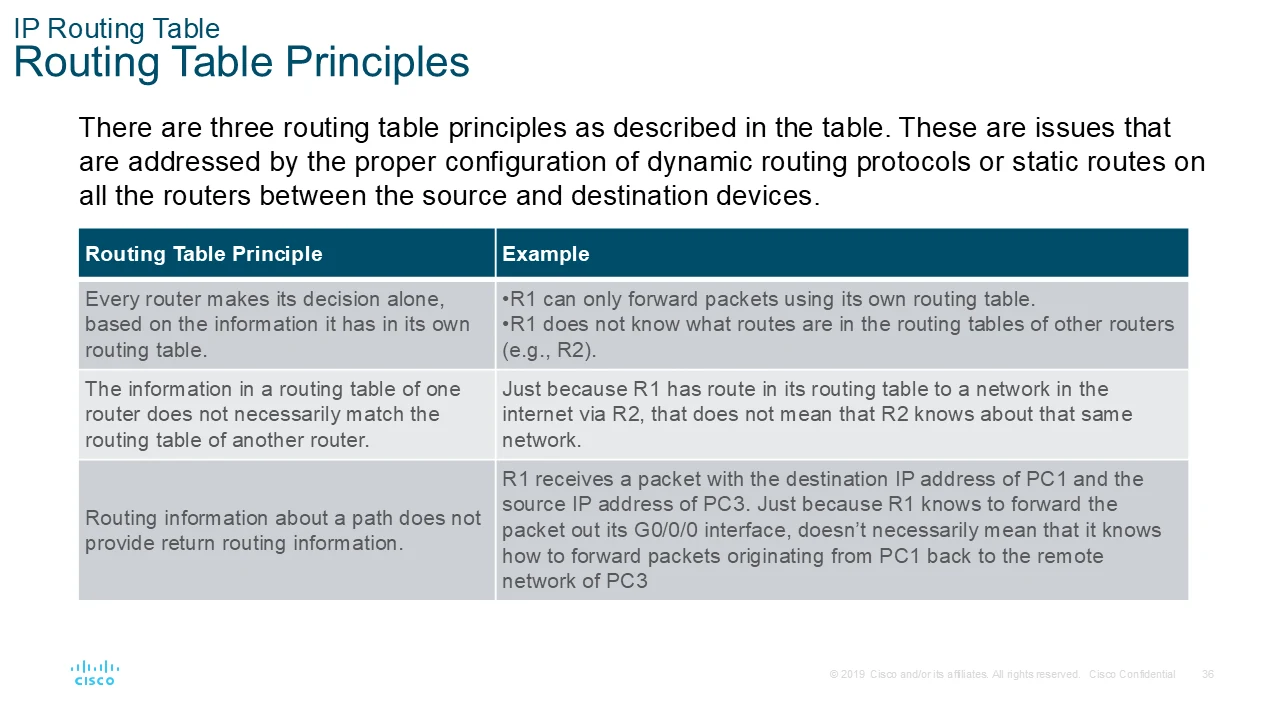 IP Routing Table
Routing Table Principles
There are three routing table principles as described in the table. These are issues that
are addressed by the proper configuration of dynamic routing protocols or static routes on
all the routers between the source and destination devices.
Routing Table Principle
Example
Every router makes its decision alone,
based on the information it has in its own
routing table.
•R1 can only forward packets using its own routing table.
•R1 does not know what routes are in the routing tables of other routers
(e.g., R2).
The information in a routing table of one
router does not necessarily match the
routing table of another router.
Just because R1 has route in its routing table to a network in the
internet via R2, that does not mean that R2 knows about that same
network.
Routing information about a path does not
provide return routing information.
R1 receives a packet with the destination IP address of PC1 and the
source IP address of PC3. Just because R1 knows to forward the
packet out its G0/0/0 interface, doesn’t necessarily mean that it knows
how to forward packets originating from PC1 back to the remote
network of PC3
CISCO
© 2019 Cisco and/or its affiliates. All rights reserved. Cisco Confidential
36